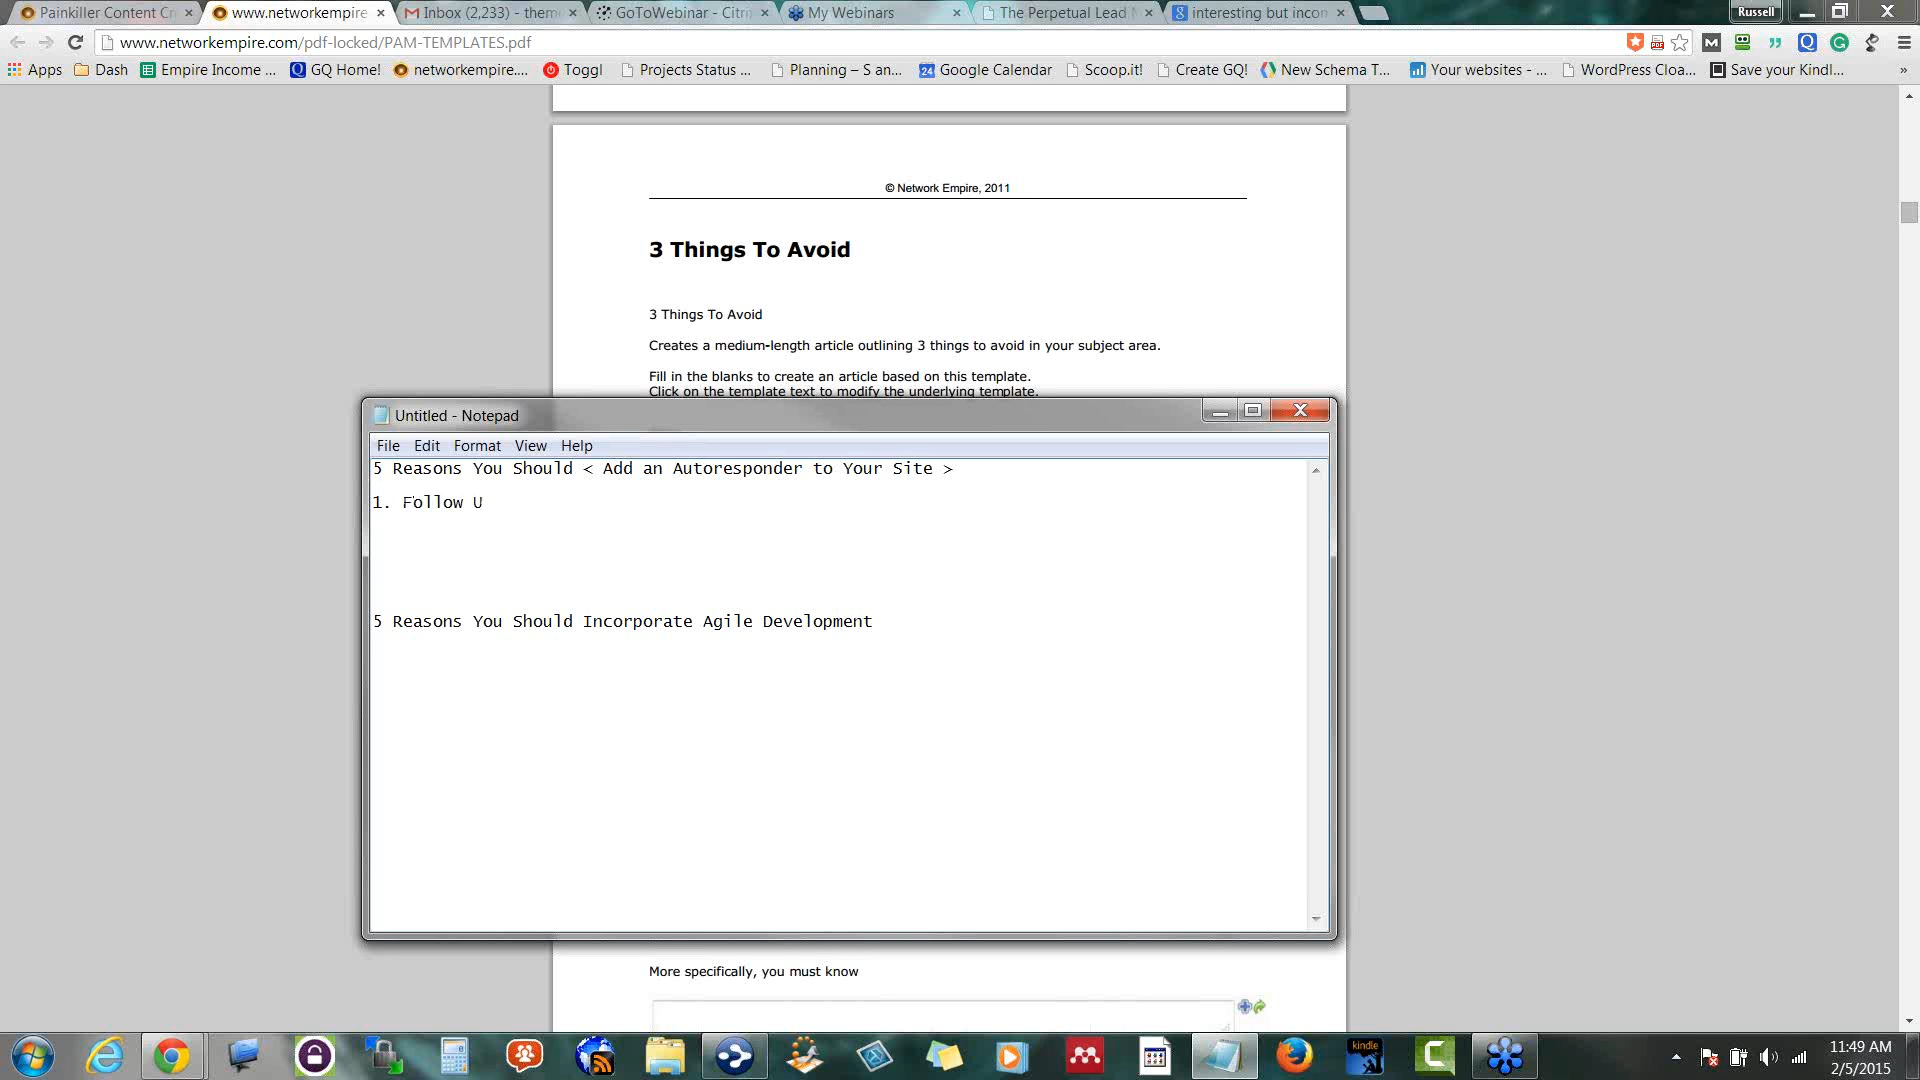 Painkiller Content Cr
www.networkempire
Inbox (2,233) - them
GoToWebinar - Citri
My Webinars
The Perpetual Lead
interesting but incon
Russell
www.networkempire.com/pdf-locked/PAM-TEMPLATES.pdf
Apps
Dash
Empire Income ...
GQ Home!
networkempire....
Toggl
Projects Status ...
Planning – S an...
Google Calendar
Scoop.it!
Create GQ!
New Schema T...
Your websites - ...
WordPress Cloa...
Save your Kindl...
© Network Empire, 2011
3 Things To Avoid
3 Things To Avoid
Creates a medium-length article outlining 3 things to avoid in your subject area.
Fill in the blanks to create an article based on this template.
Click on the template text to modify the underlying template.
Untitled - Notepad
File Edit Format View Help
5 Reasons You Should < Add an Autoresponder to Your Site >
1. Follow U
5 Reasons You Should Incorporate Agile Development
More specifically, you must know
kindle
11:49 AM
2/5/2015